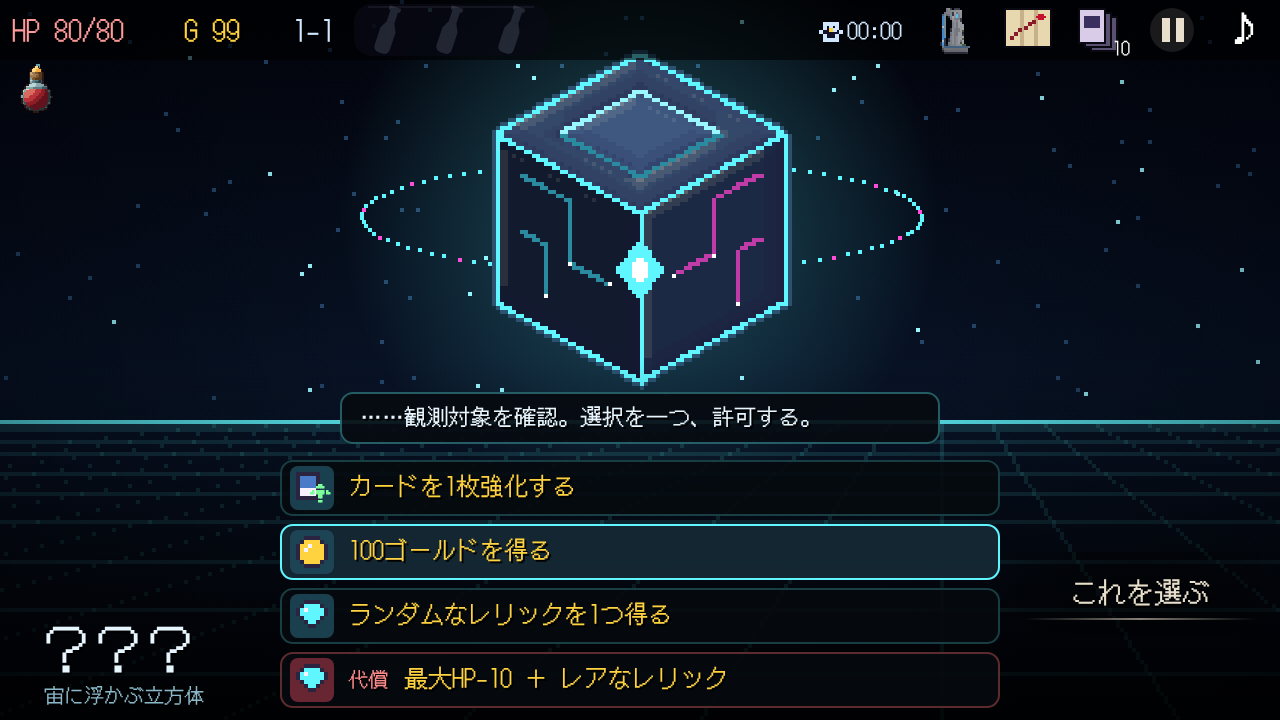 HP 80/80 G 99 1-1 00:00
10
……観測対象を確認。選択を一つ、許可する。
カードを1枚強化する
100ゴールドを得る
ランダムなレリックを1つ得る
代償 最大HP-10 + レアなレリック
これを選ぶ
???
宙に浮かぶ立方体